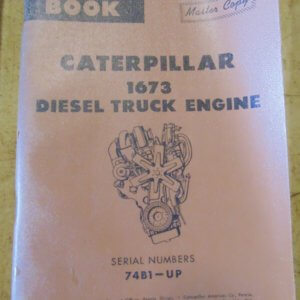 BOOK
Master Copy
CATERPILLAR
1673
DIESEL TRUCK ENGINE
SERIAL NUMBERS
74B1-UP